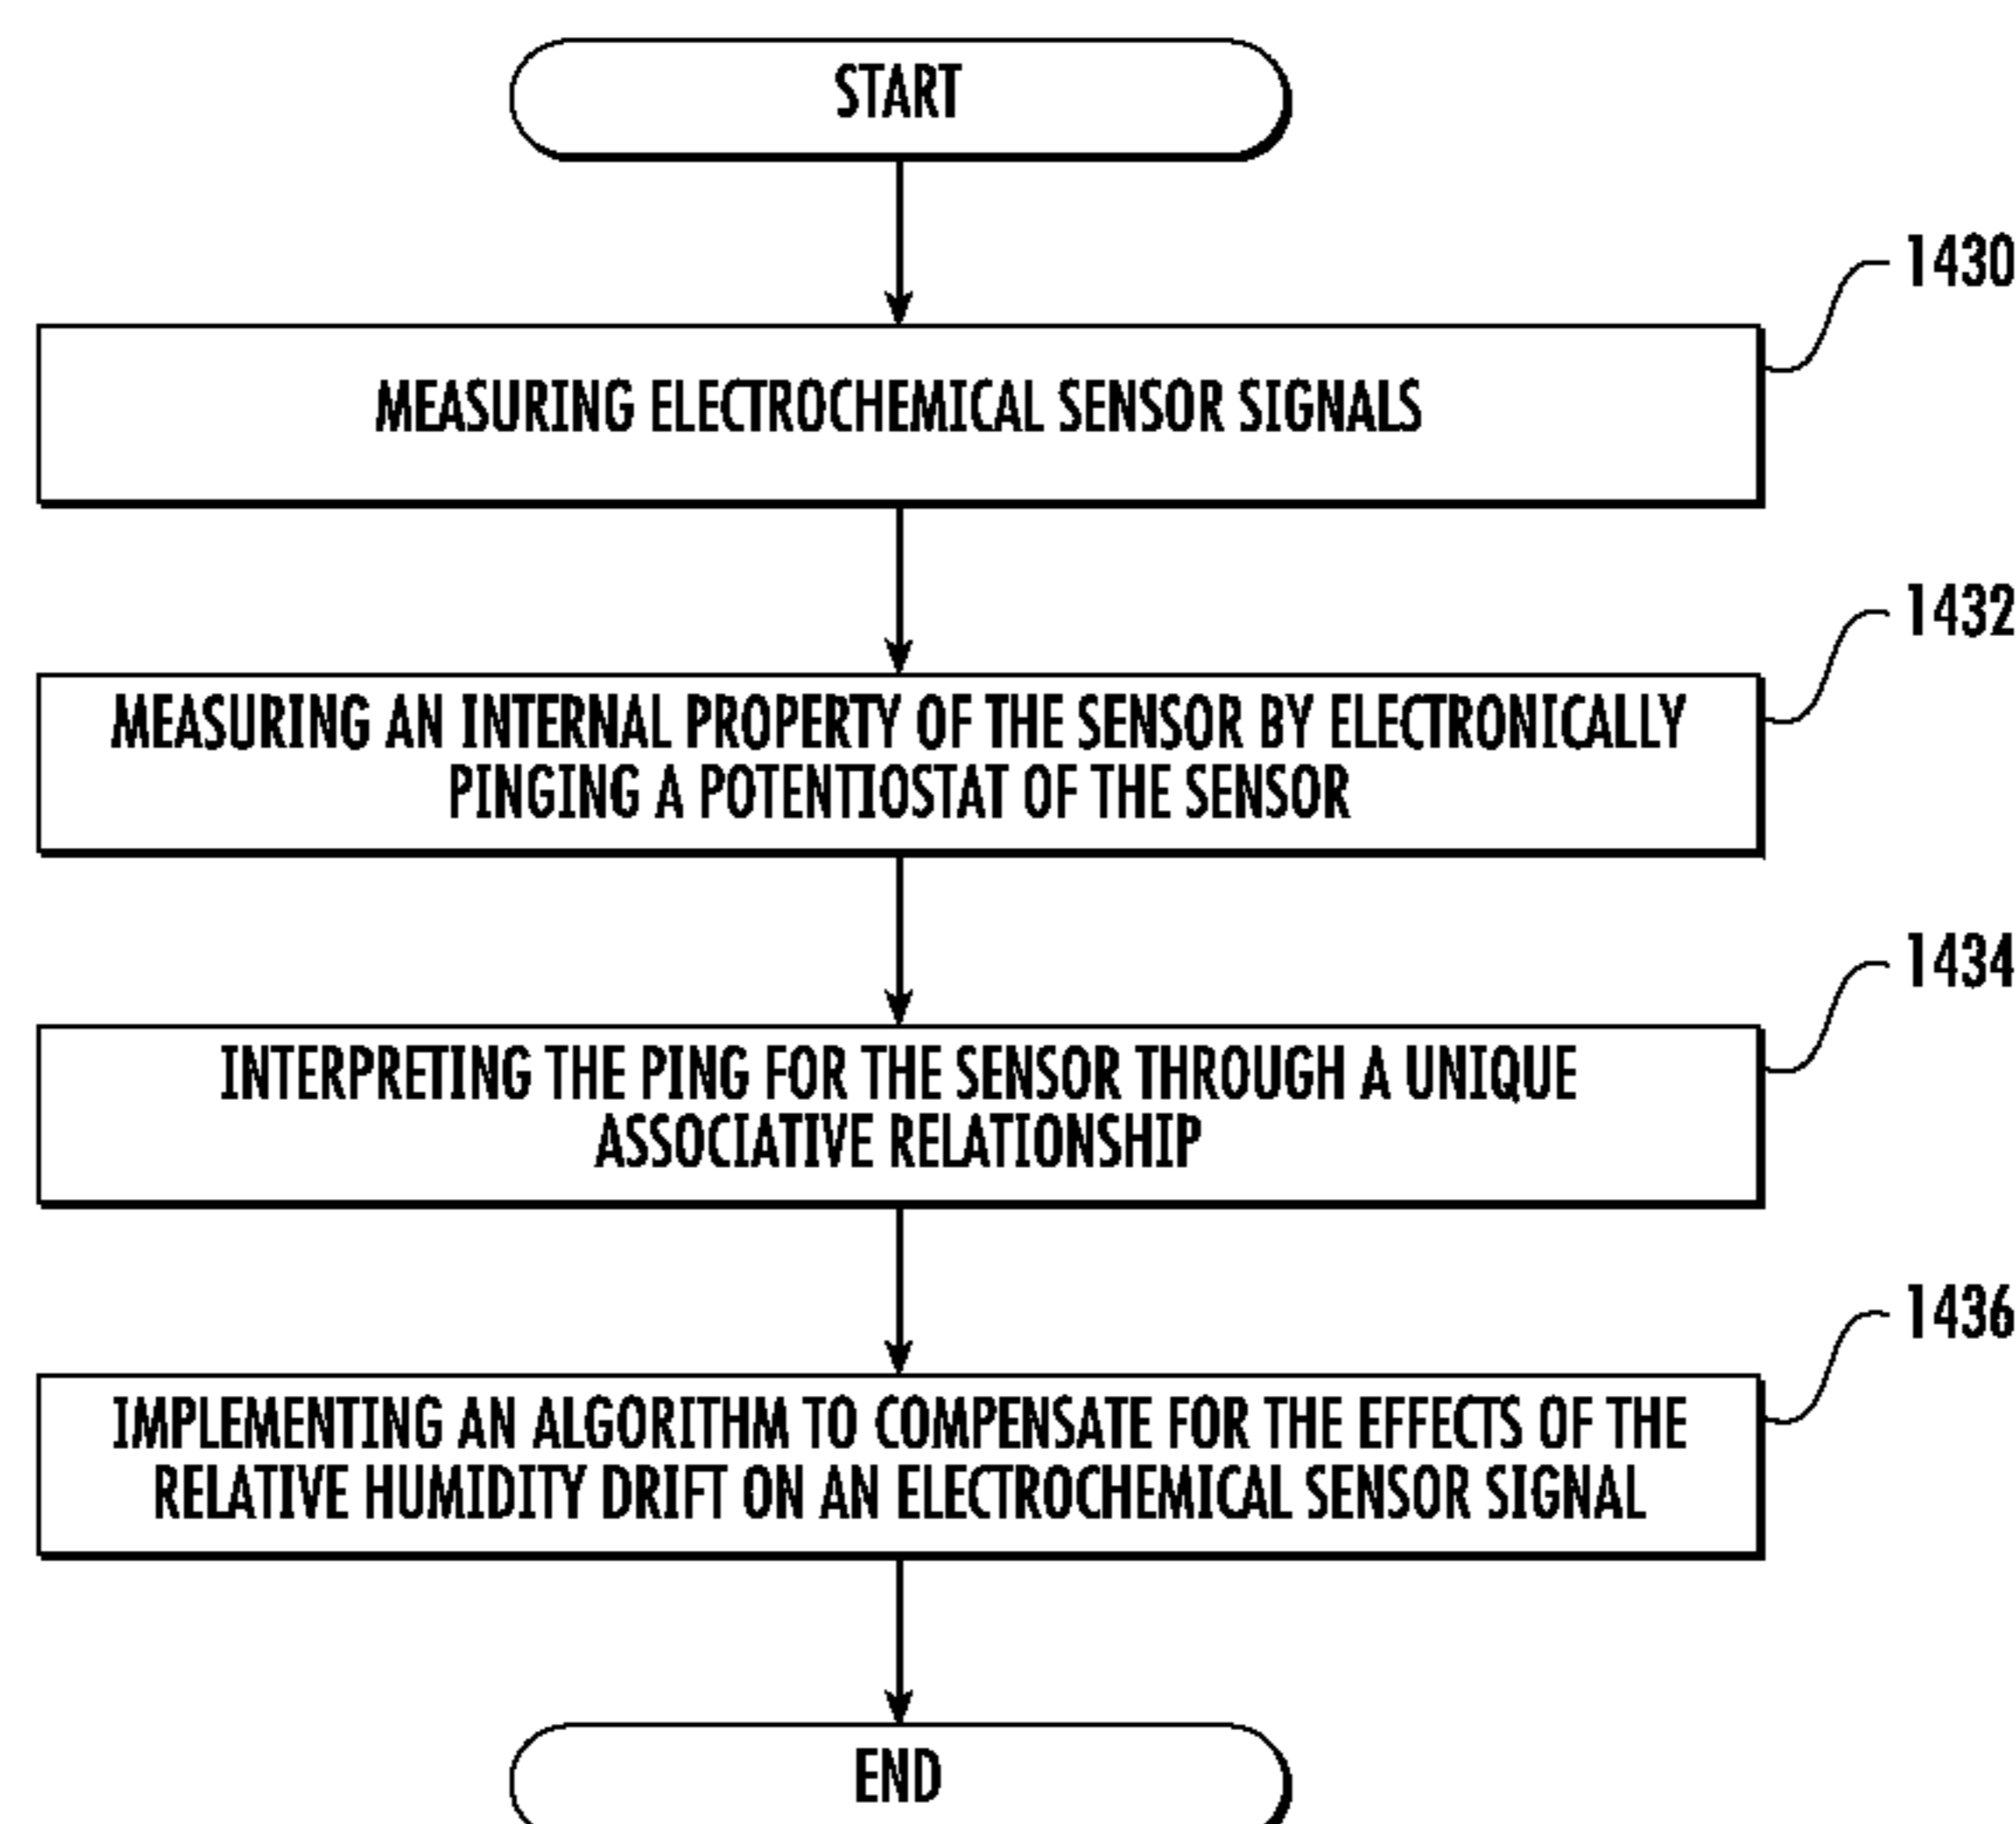 START
1430
MEASURING ELECTROCHEMICAL SENSOR SIGNALS
1432
MEASURING AN INTERNAL PROPERTY OF THE SENSOR BY ELECTRONICALLY
PINGING A POTENTIOSTAT OF THE SENSOR
1434
INTERPRETING THE PING FOR THE SENSOR THROUGH A UNIQUE
ASSOCIATIVE RELATIONSHIP
1436
IMPLEMENTING AN ALGORITHM TO COMPENSATE FOR THE EFFECTS OF THE
RELATIVE HUMIDITY DRIFT ON AN ELECTROCHEMICAL SENSOR SIGNAL
END